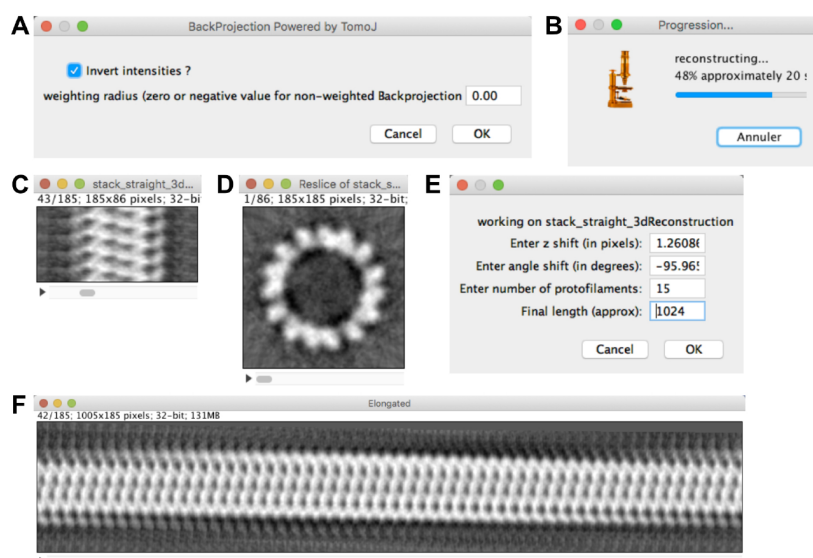 A
BackProjection Powered by TomoJ
Invert intensities ?
weighting radius (zero or negative value for non-weighted Backprojection 0.00
Cancel OK
B
Progression...
reconstructing...
48% approximately 20 s
Annuler
C
stack_straight_3d...
43/185; 185x86 pixels; 32-bit
D
Reslice of stack_s...
1/86; 185x185 pixels; 32-bit;
E
working on stack_straight_3dReconstruction
Enter z shift (in pixels): 1.26086
Enter angle shift (in degrees): -95.965
Enter number of protofilaments: 15
Final length (approx): 1024
Cancel OK
F
Elongated
42/185; 1005x185 pixels; 32-bit; 131MB